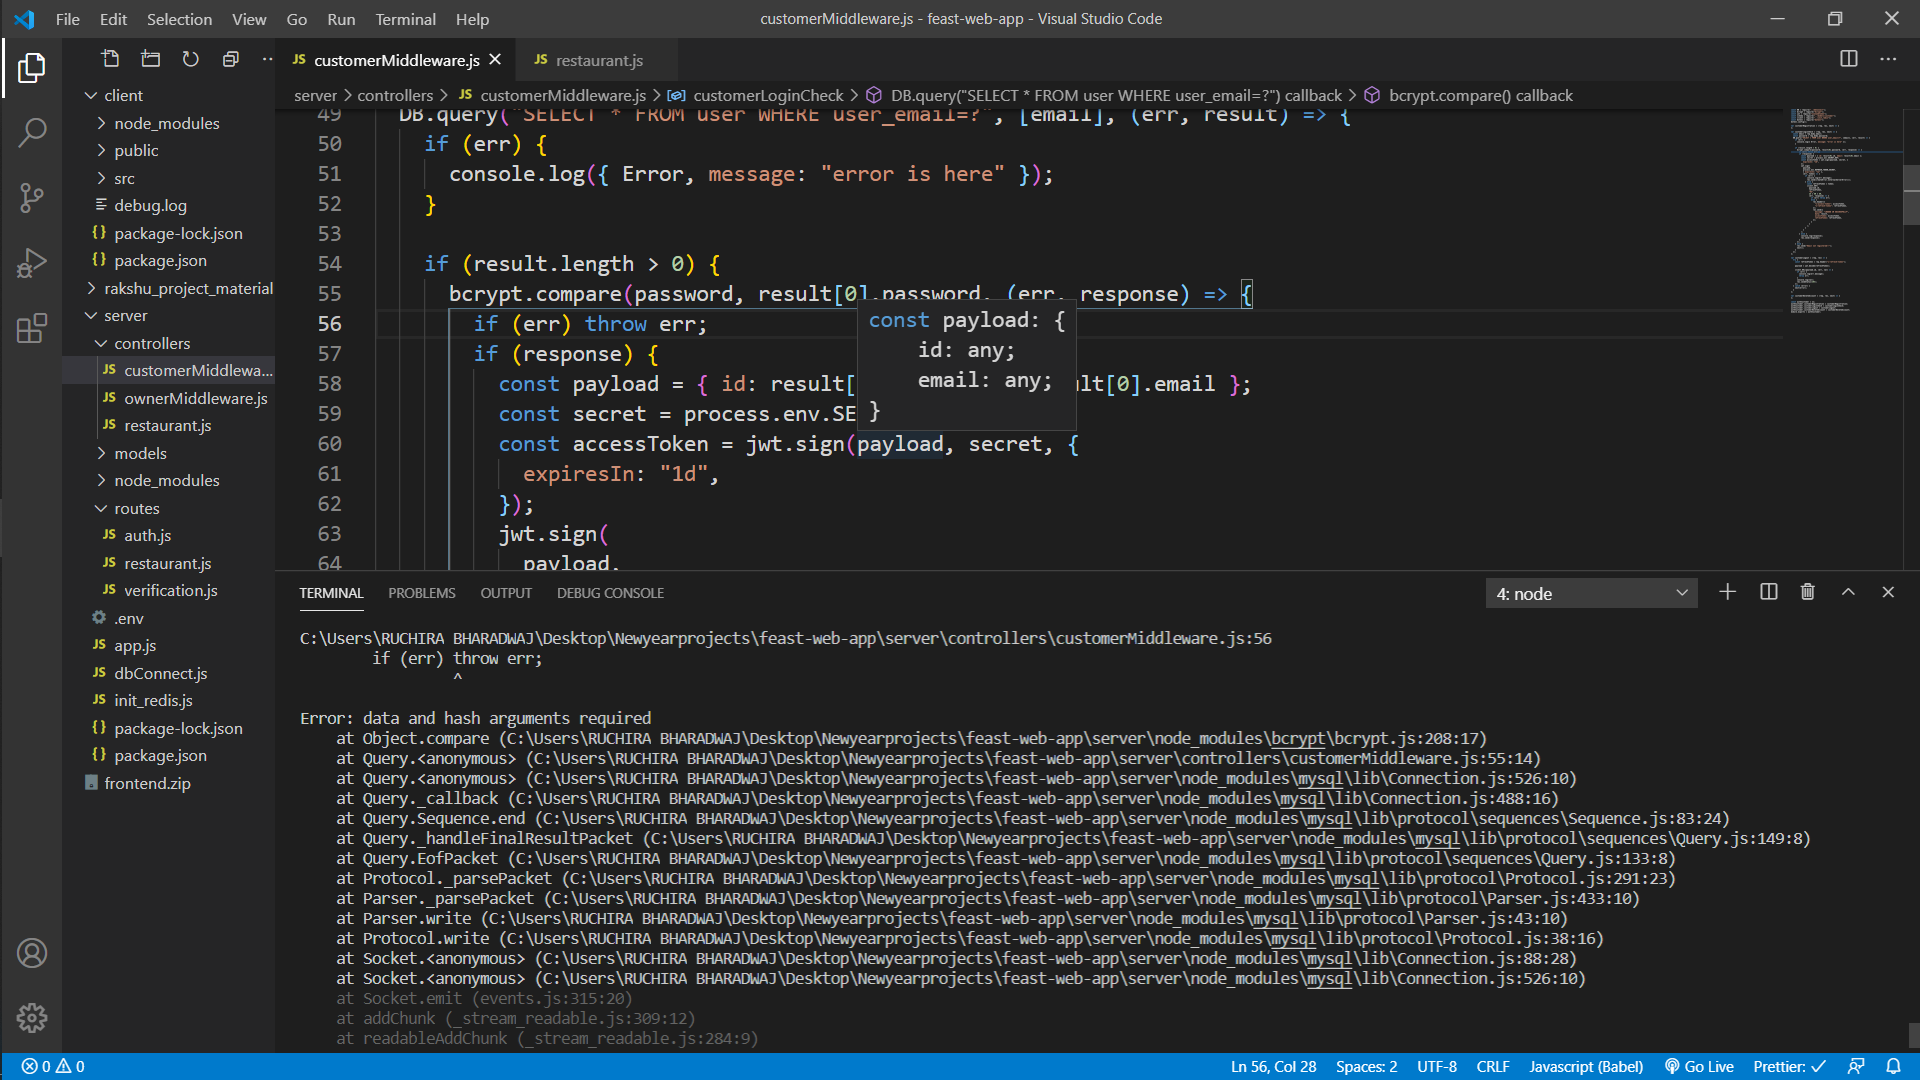 File Edit Selection View Go Run Terminal Help
customerMiddleware.js - feast-web-app - Visual Studio Code
JS customerMiddleware.js
JS restaurant.js
server > controllers > JS customerMiddleware.js > customerLoginCheck > DB.query("SELECT * FROM user WHERE user_email=?") callback > bcrypt.compare() callback
client
node_modules
public
src
debug.log
{} package-lock.json
{} package.json
rakshu_project_material
server
controllers
JS customerMiddlewa...
JS ownerMiddleware.js
JS restaurant.js
models
node_modules
routes
JS auth.js
JS restaurant.js
JS verification.js
.env
JS app.js
JS dbConnect.js
JS init_redis.js
{} package-lock.json
{} package.json
frontend.zip
49 DB.query("SELECT * FROM user WHERE user_email=?", [email], (err, result) => {
50 if (err) {
51 console.log({ Error, message: "error is here" });
52 }
53
54 if (result.length > 0) {
55 bcrypt.compare(password, result[0].password, (err, response) => {
56 if (err) throw err;
57 if (response) {
58 const payload = { id: result[ ult[0].email };
59 const secret = process.env.SE
60 const accessToken = jwt.sign(payload, secret, {
61 expiresIn: "1d",
62 });
63 jwt.sign(
64 payload,
const payload: {
id: any;
email: any;
}
TERMINAL PROBLEMS OUTPUT DEBUG CONSOLE
4: node
C:\Users\RUCHIRA BHARADWAJ\Desktop\Newyearprojects\feast-web-app\server\controllers\customerMiddleware.js:56
if (err) throw err;
^
Error: data and hash arguments required
at Object.compare (C:\Users\RUCHIRA BHARADWAJ\Desktop\Newyearprojects\feast-web-app\server\node_modules\bcrypt\bcrypt.js:208:17)
at Query.<anonymous> (C:\Users\RUCHIRA BHARADWAJ\Desktop\Newyearprojects\feast-web-app\server\controllers\customerMiddleware.js:55:14)
at Query.<anonymous> (C:\Users\RUCHIRA BHARADWAJ\Desktop\Newyearprojects\feast-web-app\server\node_modules\mysql\lib\Connection.js:526:10)
at Query._callback (C:\Users\RUCHIRA BHARADWAJ\Desktop\Newyearprojects\feast-web-app\server\node_modules\mysql\lib\Connection.js:488:16)
at Query.Sequence.end (C:\Users\RUCHIRA BHARADWAJ\Desktop\Newyearprojects\feast-web-app\server\node_modules\mysql\lib\protocol\sequences\Sequence.js:83:24)
at Query._handleFinalResultPacket (C:\Users\RUCHIRA BHARADWAJ\Desktop\Newyearprojects\feast-web-app\server\node_modules\mysql\lib\protocol\sequences\Query.js:149:8)
at Query.EofPacket (C:\Users\RUCHIRA BHARADWAJ\Desktop\Newyearprojects\feast-web-app\server\node_modules\mysql\lib\protocol\sequences\Query.js:133:8)
at Protocol._parsePacket (C:\Users\RUCHIRA BHARADWAJ\Desktop\Newyearprojects\feast-web-app\server\node_modules\mysql\lib\protocol\Protocol.js:291:23)
at Parser._parsePacket (C:\Users\RUCHIRA BHARADWAJ\Desktop\Newyearprojects\feast-web-app\server\node_modules\mysql\lib\protocol\Parser.js:433:10)
at Parser.write (C:\Users\RUCHIRA BHARADWAJ\Desktop\Newyearprojects\feast-web-app\server\node_modules\mysql\lib\protocol\Parser.js:43:10)
at Protocol.write (C:\Users\RUCHIRA BHARADWAJ\Desktop\Newyearprojects\feast-web-app\server\node_modules\mysql\lib\protocol\Protocol.js:38:16)
at Socket.<anonymous> (C:\Users\RUCHIRA BHARADWAJ\Desktop\Newyearprojects\feast-web-app\server\node_modules\mysql\lib\Connection.js:88:28)
at Socket.<anonymous> (C:\Users\RUCHIRA BHARADWAJ\Desktop\Newyearprojects\feast-web-app\server\node_modules\mysql\lib\Connection.js:526:10)
at Socket.emit (events.js:315:20)
at addChunk (_stream_readable.js:309:12)
at readableAddChunk (_stream_readable.js:284:9)
0 0 Ln 56, Col 28 Spaces: 2 UTF-8 CRLF Javascript (Babel) Go Live Prettier: ✓